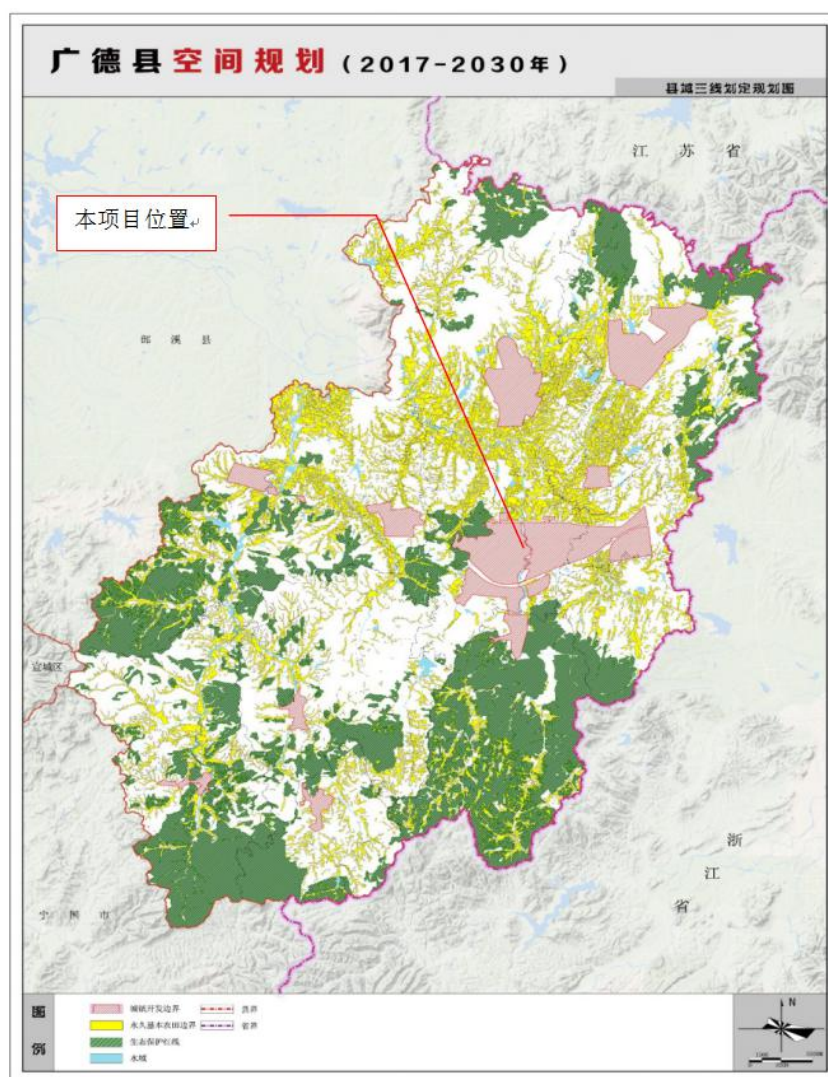 广德县空间规划（2017-2030年）
县域三线划定规划图
江苏省
本项目位置
郎溪县
宣城区
浙江省
宁国市
图例
城镇开发边界
县界
永久基本农田边界
省界
生态保护红线
水域
N